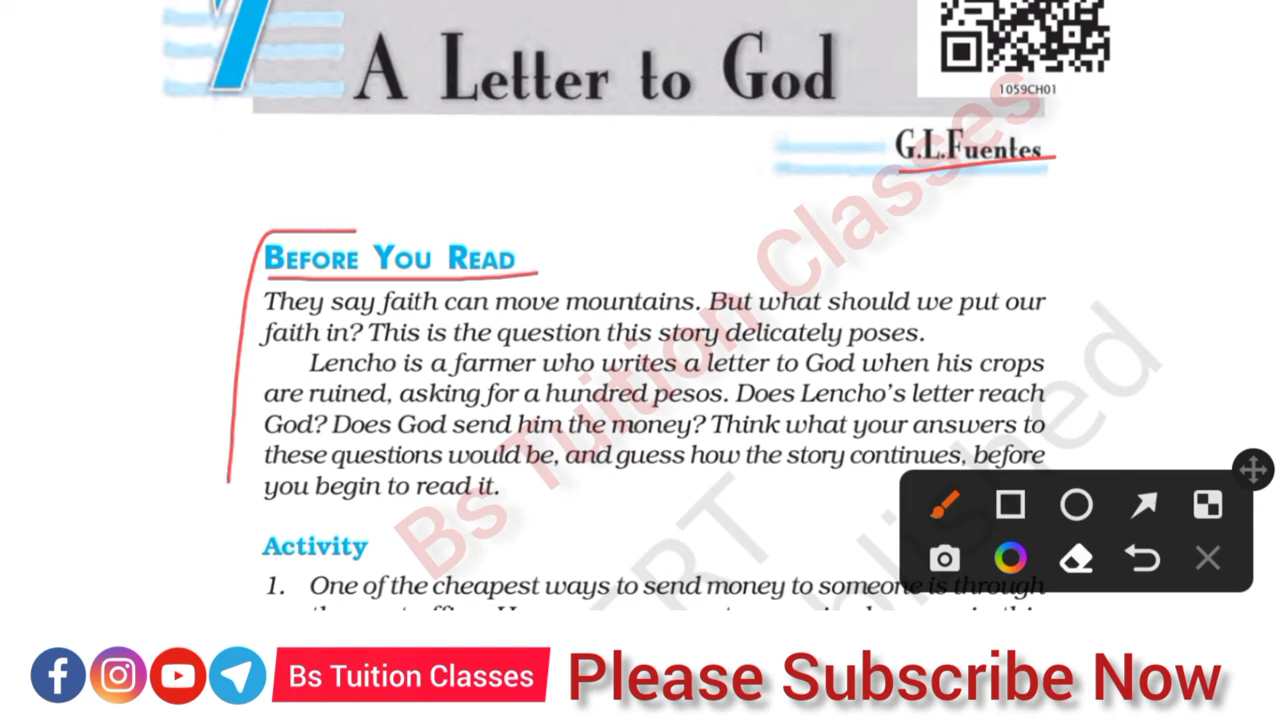 A Letter to God
1059CH01
G.L.Fuentes
BEFORE YOU READ
They say faith can move mountains. But what should we put our
faith in? This is the question this story delicately poses.
Lencho is a farmer who writes a letter to God when his crops
are ruined, asking for a hundred pesos. Does Lencho's letter reach
God? Does God send him the money? Think what your answers to
these questions would be, and guess how the story continues, before
you begin to read it.
Activity
1. One of the cheapest ways to send money to someone is through
Bs Tuition Classes
Bs Tuition Classes
Please Subscribe Now